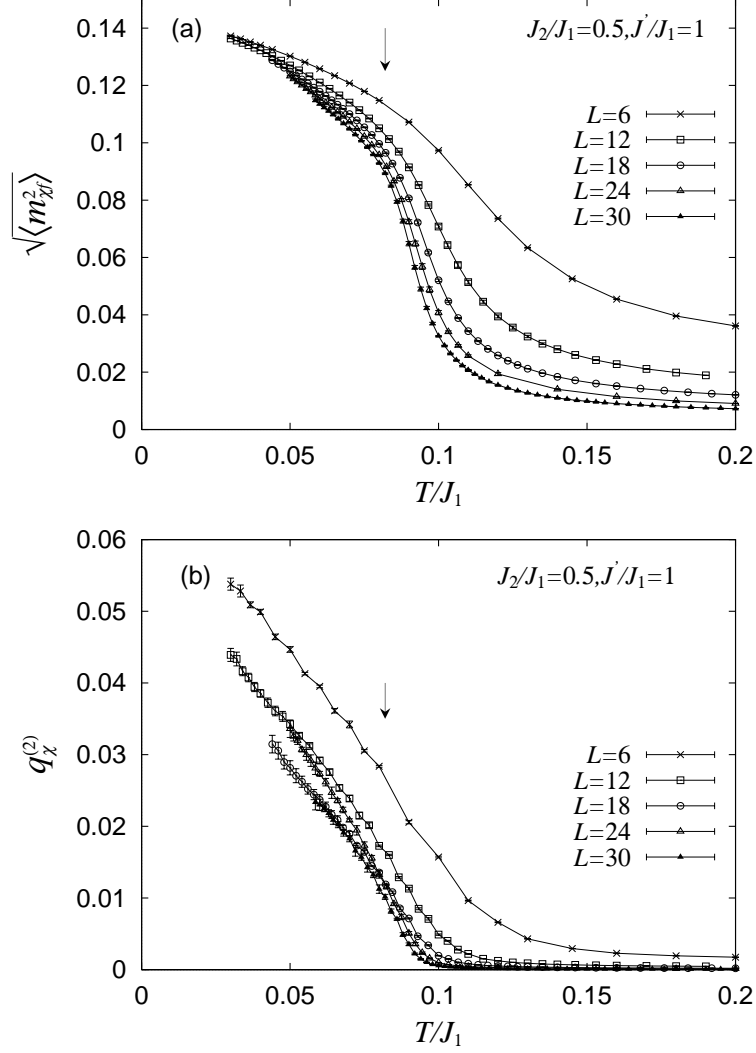 (a)
J₂/J₁=0.5,J'/J₁=1
0.14
0.12
0.1
0.08
0.06
0.04
0.02
0
√⟨m²χf⟩
L=6
L=12
L=18
L=24
L=30
0
0.05
0.1
0.15
0.2
T/J₁
(b)
J₂/J₁=0.5,J'/J₁=1
0.06
0.05
0.04
0.03
0.02
0.01
0
qχ⁽²⁾
L=6
L=12
L=18
L=24
L=30
0
0.05
0.1
0.15
0.2
T/J₁